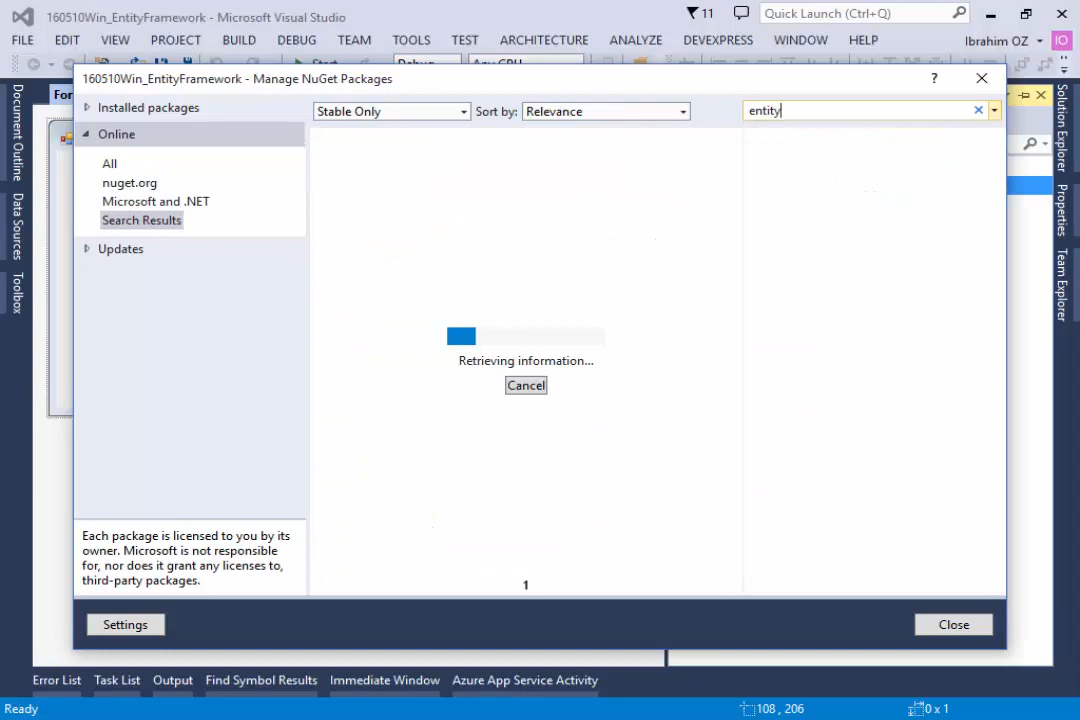 160510Win_EntityFramework - Microsoft Visual Studio
11
Quick Launch (Ctrl+Q)
FILE EDIT VIEW PROJECT BUILD DEBUG TEAM TOOLS TEST ARCHITECTURE ANALYZE DEVEXPRESS WINDOW HELP
Ibrahim OZ
IO
160510Win_EntityFramework - Manage NuGet Packages
?
Installed packages
Online
All
nuget.org
Microsoft and .NET
Search Results
Updates
Stable Only
Sort by: Relevance
entity
Retrieving information...
Cancel
1
Each package is licensed to you by its
owner. Microsoft is not responsible
for, nor does it grant any licenses to,
third-party packages.
Settings
Close
Document Outline
Data Sources
Toolbox
Solution Explorer
Properties
Team Explorer
Error List Task List Output Find Symbol Results Immediate Window Azure App Service Activity
Ready
108 , 206
0 x 1